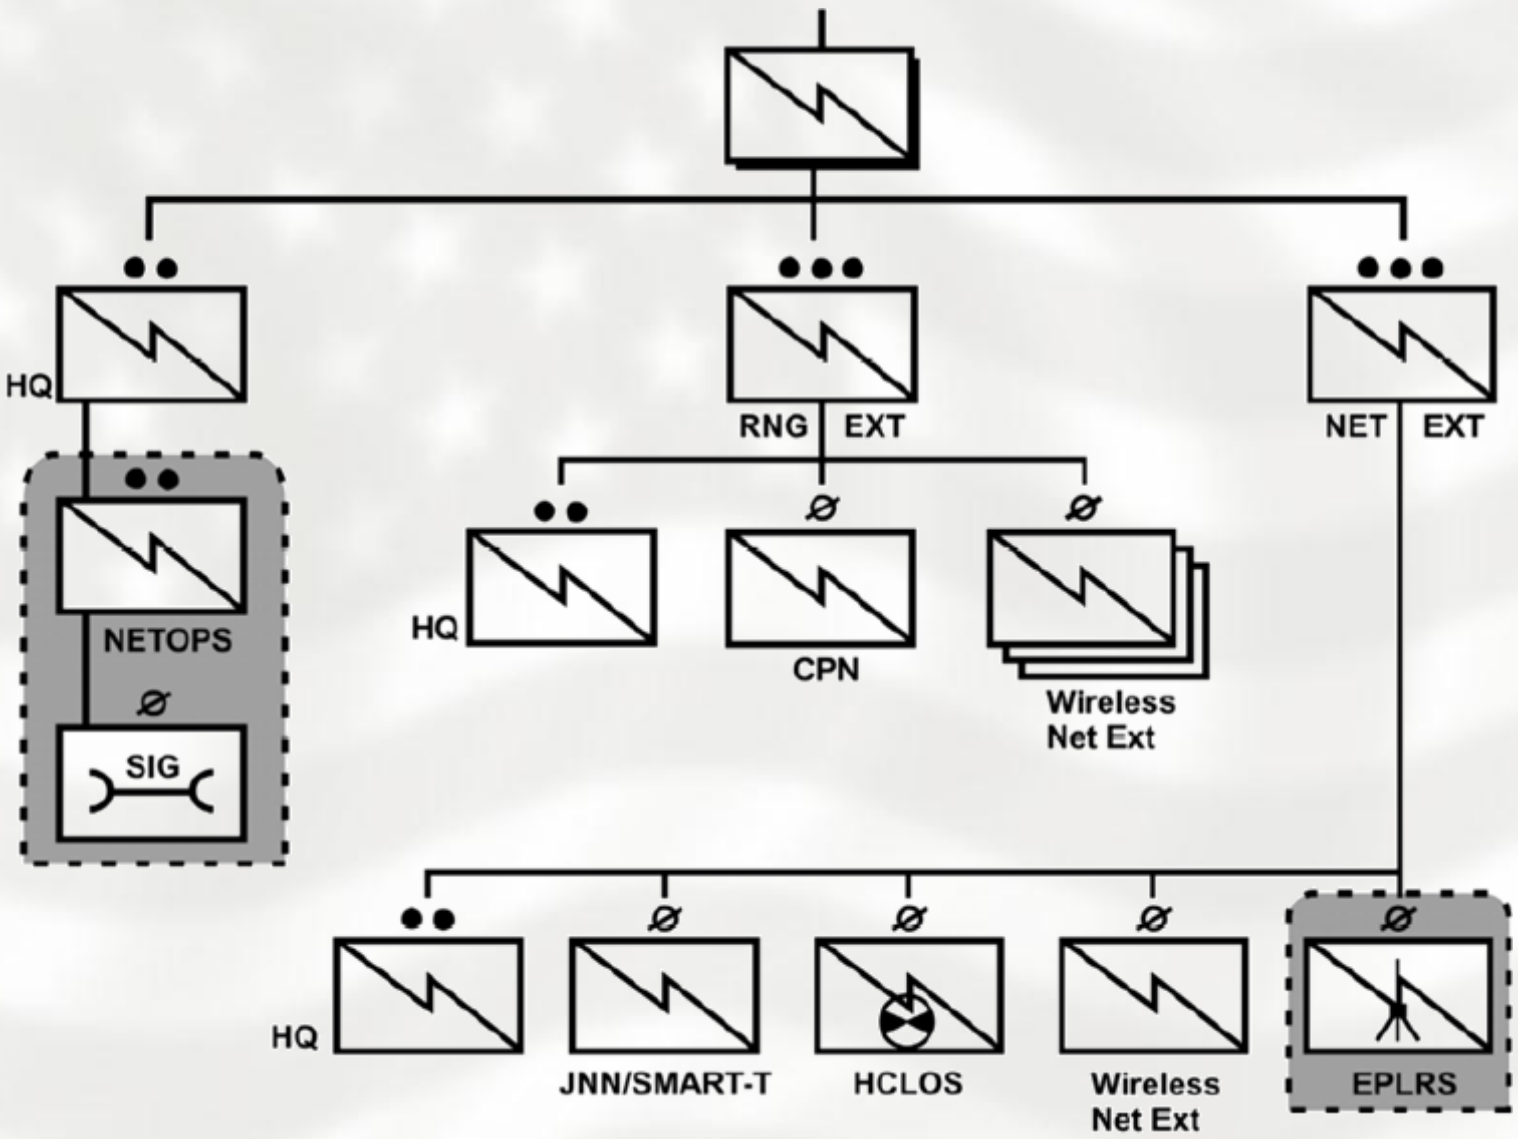 HQ
RNG EXT
NET EXT
NETOPS
SIG
HQ
CPN
Wireless
Net Ext
HQ
JNN/SMART-T
HCLOS
Wireless
Net Ext
EPLRS